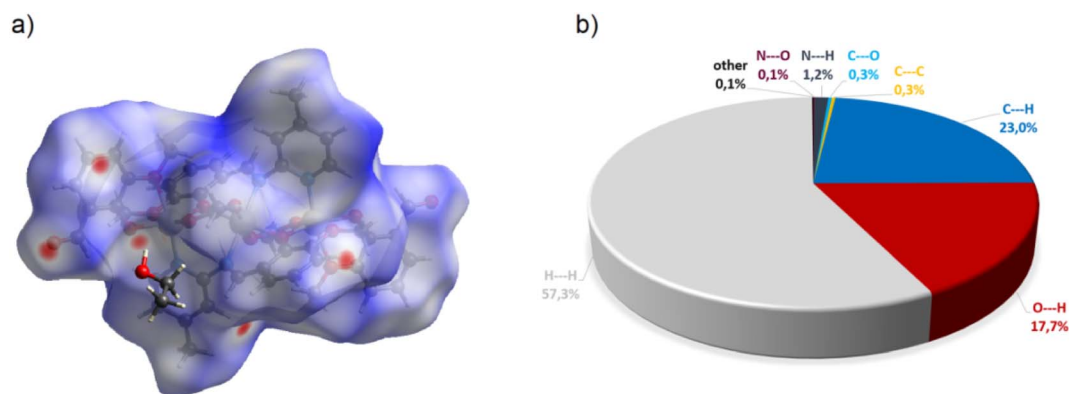 a)
b)
other
0,1%
N---O
0,1%
N---H
1,2%
C---O
0,3%
C---C
0,3%
C---H
23,0%
H---H
57,3%
O---H
17,7%